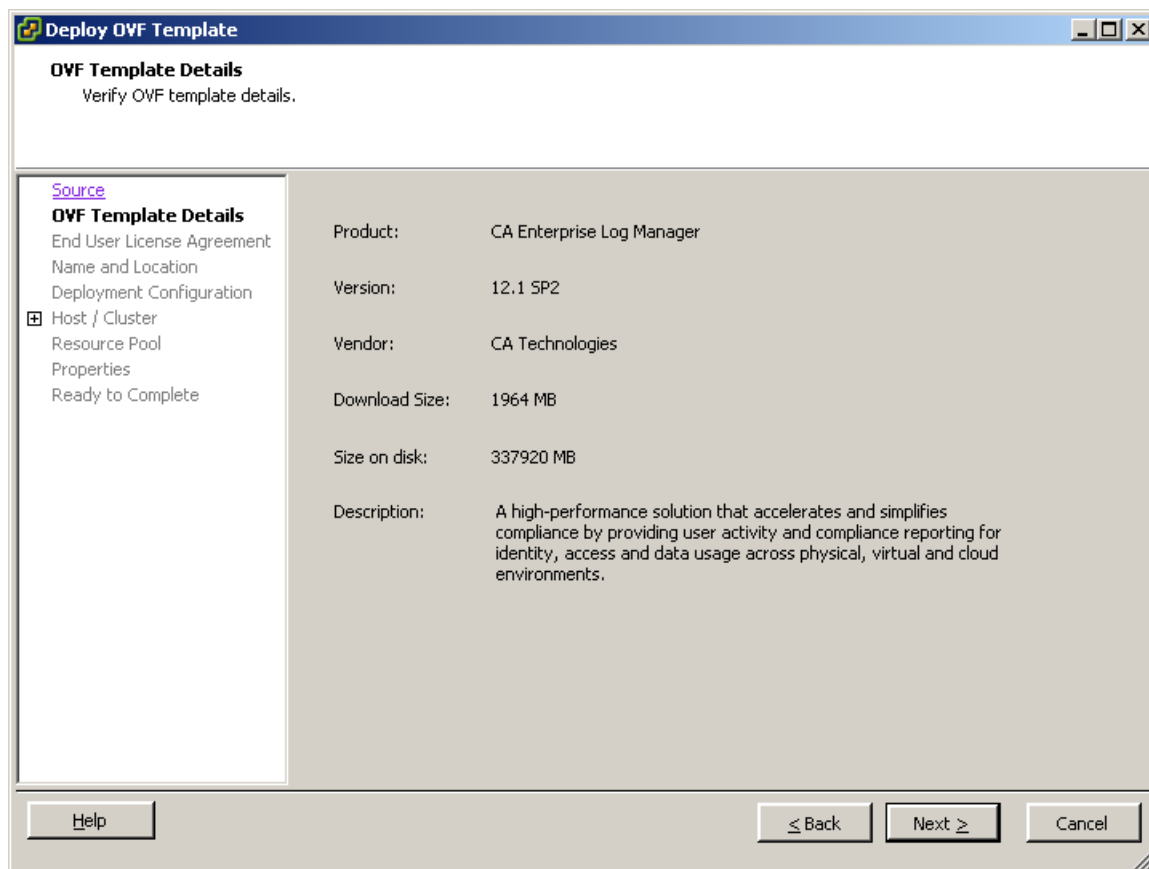 Deploy OVF Template
OVF Template Details
Verify OVF template details.
Source
OVF Template Details
End User License Agreement
Name and Location
Deployment Configuration
Host / Cluster
Resource Pool
Properties
Ready to Complete
Product: CA Enterprise Log Manager
Version: 12.1 SP2
Vendor: CA Technologies
Download Size: 1964 MB
Size on disk: 337920 MB
Description: A high-performance solution that accelerates and simplifies
compliance by providing user activity and compliance reporting for
identity, access and data usage across physical, virtual and cloud
environments.
Help
< Back
Next >
Cancel